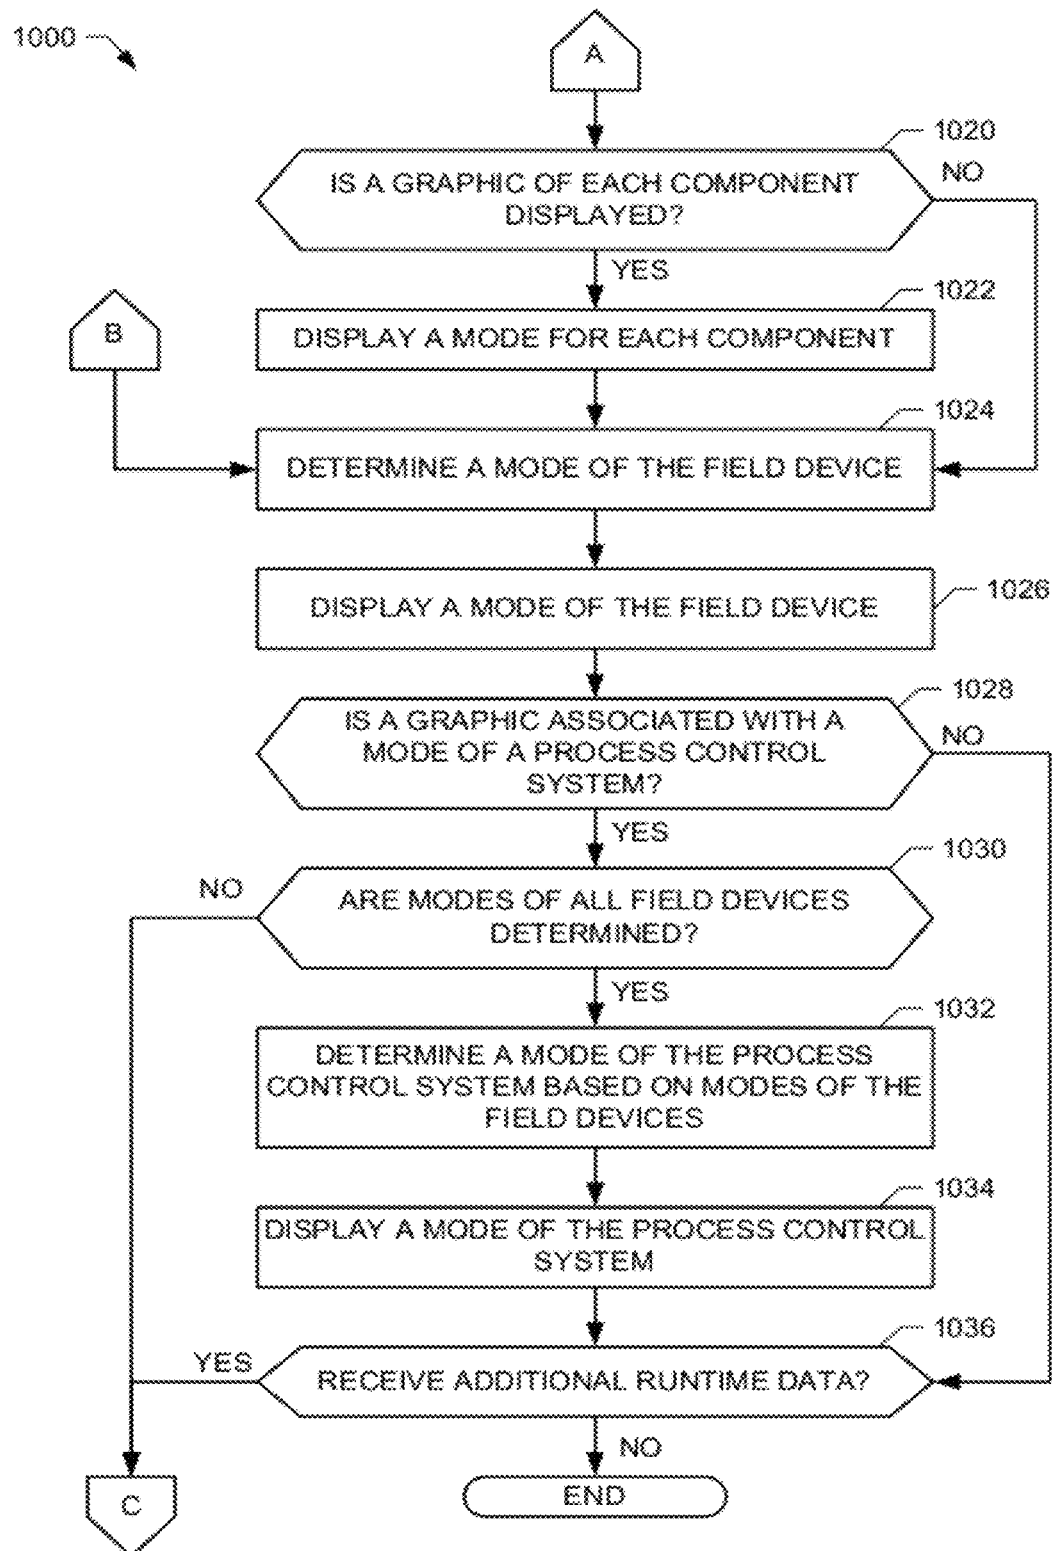 1000
A
1020
IS A GRAPHIC OF EACH COMPONENT
DISPLAYED?
NO
YES
1022
B
DISPLAY A MODE FOR EACH COMPONENT
1024
DETERMINE A MODE OF THE FIELD DEVICE
DISPLAY A MODE OF THE FIELD DEVICE
1026
1028
IS A GRAPHIC ASSOCIATED WITH A
MODE OF A PROCESS CONTROL
SYSTEM?
NO
YES
1030
NO
ARE MODES OF ALL FIELD DEVICES
DETERMINED?
YES
1032
DETERMINE A MODE OF THE PROCESS
CONTROL SYSTEM BASED ON MODES OF THE
FIELD DEVICES
1034
DISPLAY A MODE OF THE PROCESS CONTROL
SYSTEM
1036
YES
RECEIVE ADDITIONAL RUNTIME DATA?
NO
C
END